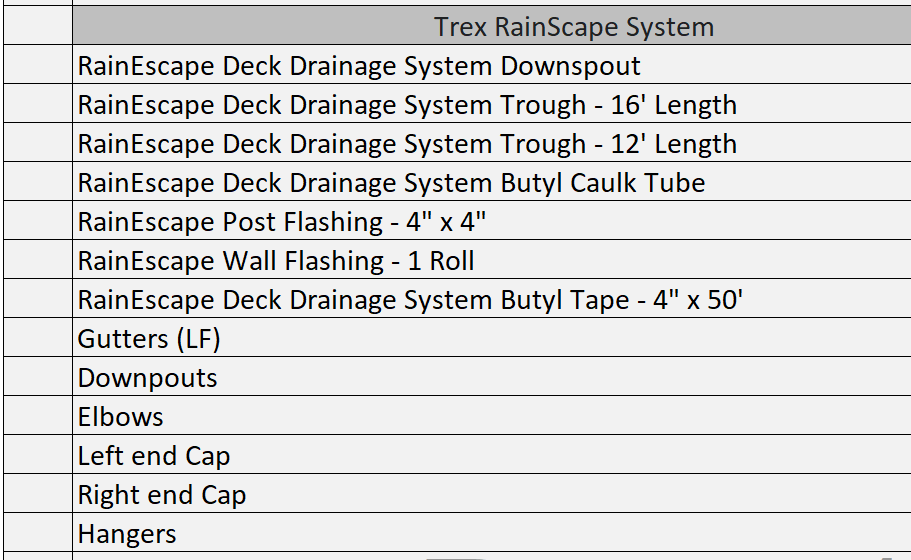 Trex RainScape System
RainEscape Deck Drainage System Downspout
RainEscape Deck Drainage System Trough - 16' Length
RainEscape Deck Drainage System Trough - 12' Length
RainEscape Deck Drainage System Butyl Caulk Tube
RainEscape Post Flashing - 4" x 4"
RainEscape Wall Flashing - 1 Roll
RainEscape Deck Drainage System Butyl Tape - 4" x 50'
Gutters (LF)
Downpouts
Elbows
Left end Cap
Right end Cap
Hangers